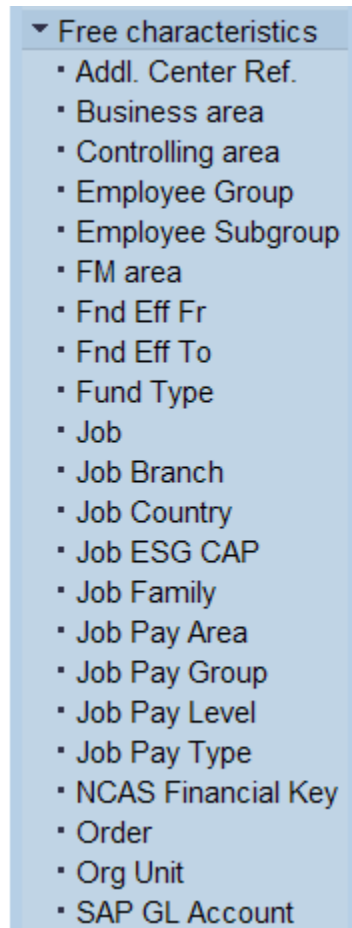 Free characteristics
Addl. Center Ref.
Business area
Controlling area
Employee Group
Employee Subgroup
FM area
Fnd Eff Fr
Fnd Eff To
Fund Type
Job
Job Branch
Job Country
Job ESG CAP
Job Family
Job Pay Area
Job Pay Group
Job Pay Level
Job Pay Type
NCAS Financial Key
Order
Org Unit
SAP GL Account